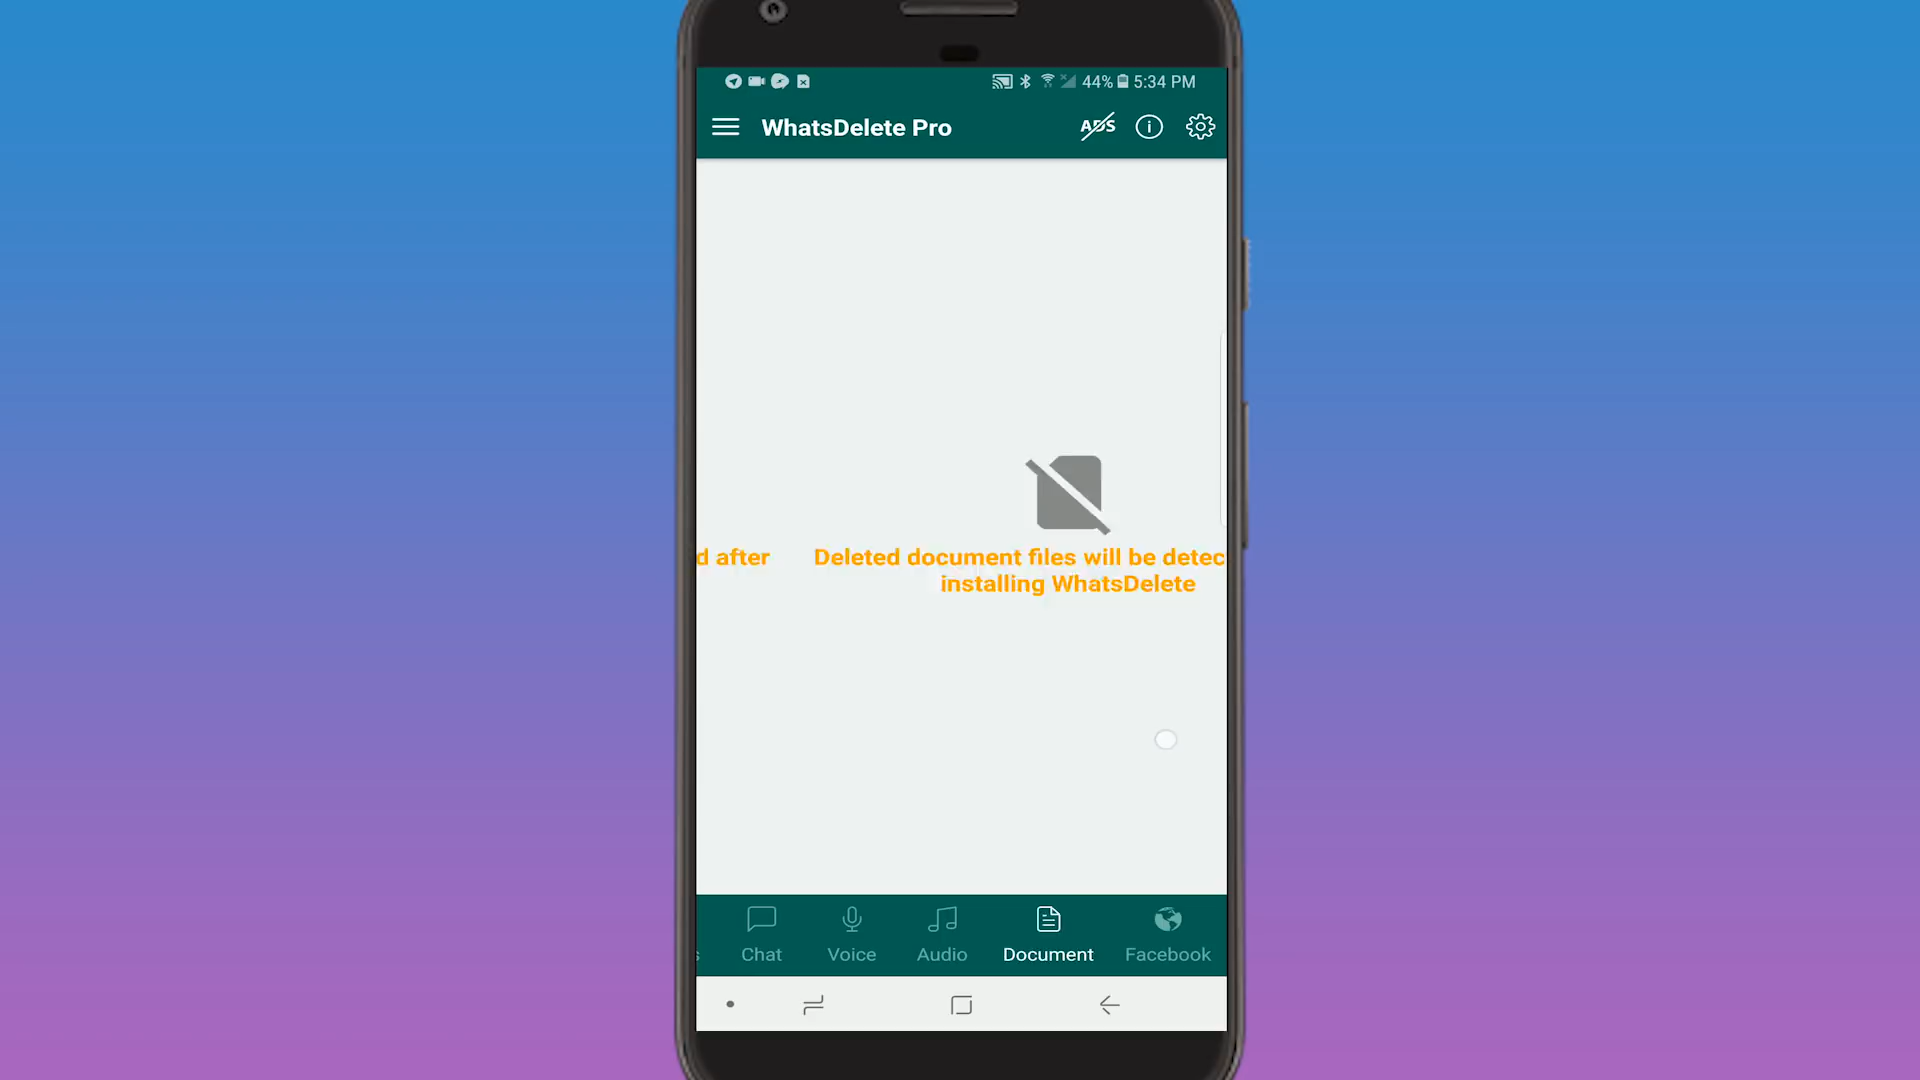 44% 5:34 PM
WhatsDelete Pro ADS
d after
Deleted document files will be detec
installing WhatsDelete
s Chat Voice Audio Document Facebook